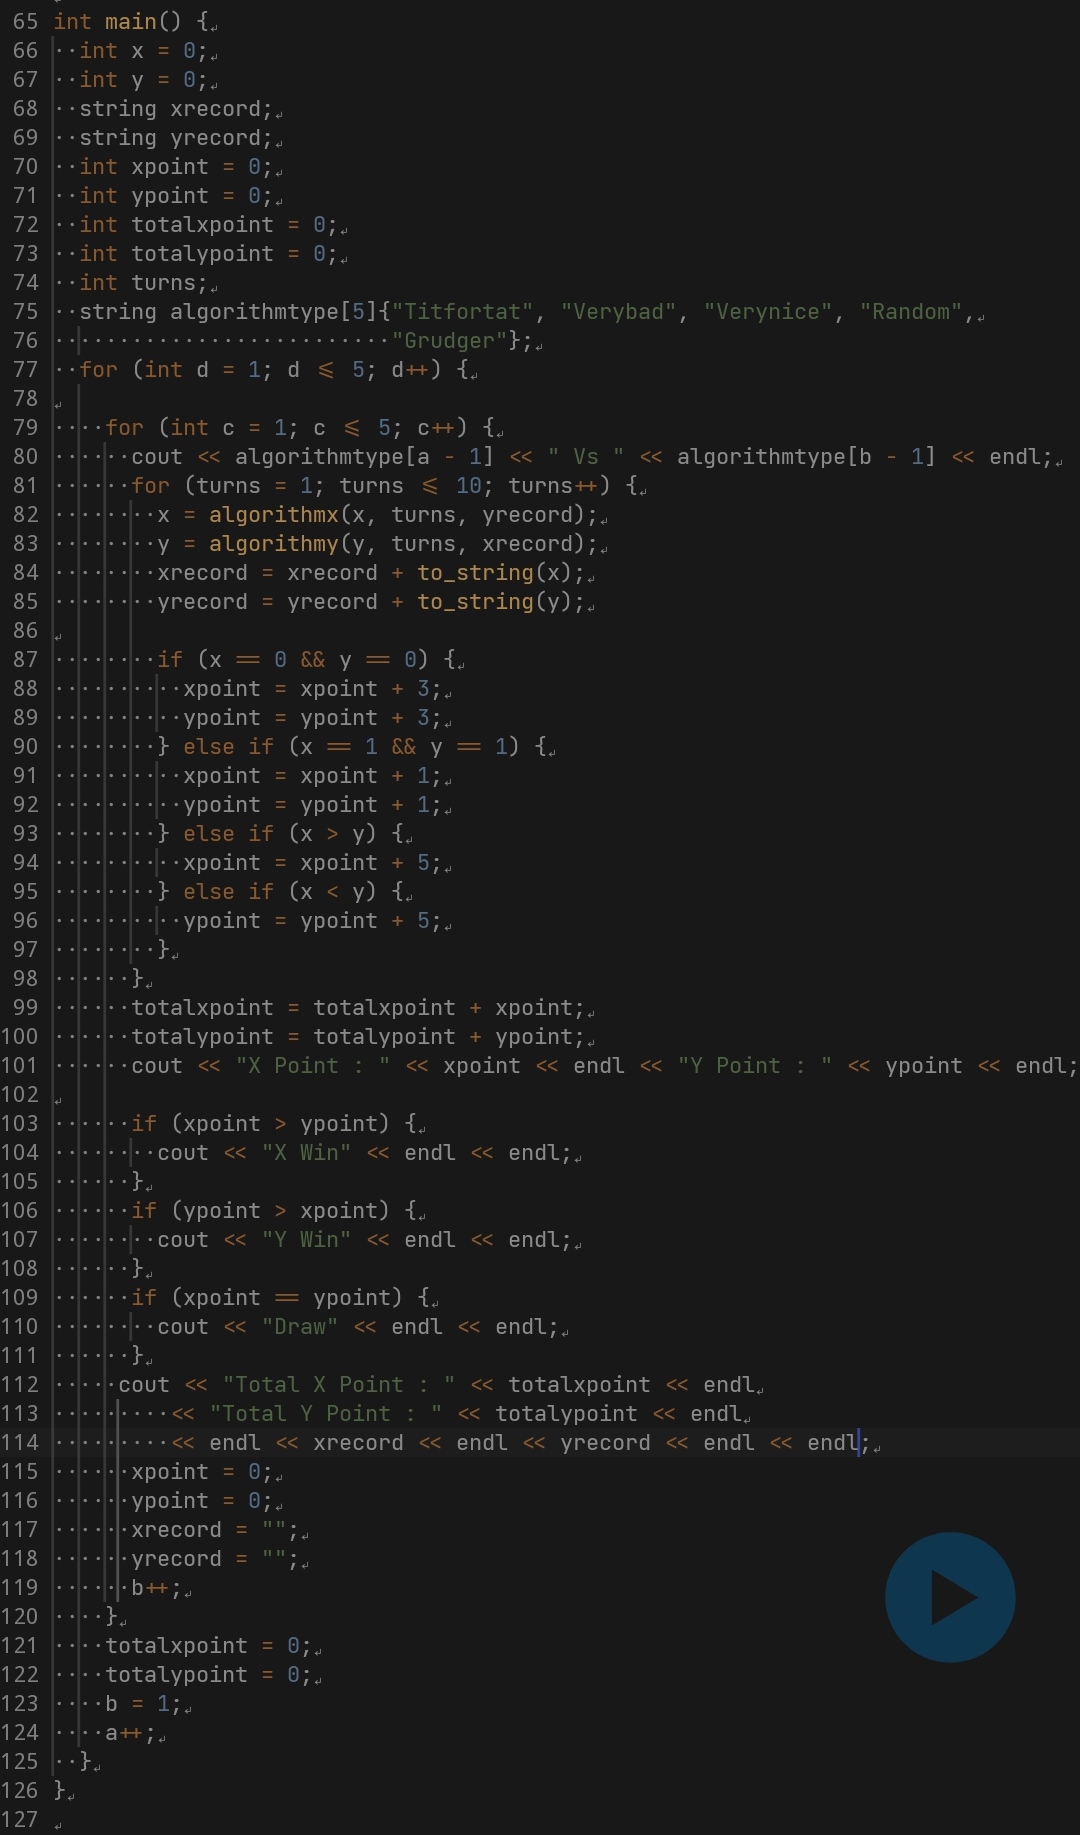 65 int main() {
66   int x = 0;
67   int y = 0;
68   string xrecord;
69   string yrecord;
70   int xpoint = 0;
71   int ypoint = 0;
72   int totalxpoint = 0;
73   int totalypoint = 0;
74   int turns;
75   string algorithmtype[5]{"Titfortat", "Verybad", "Verynice", "Random",
76                           "Grudger"};
77   for (int d = 1; d <= 5; d++) {
78
79     for (int c = 1; c <= 5; c++) {
80       cout << algorithmtype[a - 1] << " Vs " << algorithmtype[b - 1] << endl;
81       for (turns = 1; turns <= 10; turns++) {
82         x = algorithmx(x, turns, yrecord);
83         y = algorithmy(y, turns, xrecord);
84         xrecord = xrecord + to_string(x);
85         yrecord = yrecord + to_string(y);
86
87         if (x == 0 && y == 0) {
88           xpoint = xpoint + 3;
89           ypoint = ypoint + 3;
90         } else if (x == 1 && y == 1) {
91           xpoint = xpoint + 1;
92           ypoint = ypoint + 1;
93         } else if (x > y) {
94           xpoint = xpoint + 5;
95         } else if (x < y) {
96           ypoint = ypoint + 5;
97         }
98       }
99       totalxpoint = totalxpoint + xpoint;
100       totalypoint = totalypoint + ypoint;
101       cout << "X Point : " << xpoint << endl << "Y Point : " << ypoint << endl;
102
103       if (xpoint > ypoint) {
104         cout << "X Win" << endl << endl;
105       }
106       if (ypoint > xpoint) {
107         cout << "Y Win" << endl << endl;
108       }
109       if (xpoint == ypoint) {
110         cout << "Draw" << endl << endl;
111       }
112      cout << "Total X Point : " << totalxpoint << endl
113          << "Total Y Point : " << totalypoint << endl
114          << endl << xrecord << endl << yrecord << endl << endl;
115       xpoint = 0;
116       ypoint = 0;
117       xrecord = "";
118       yrecord = "";
119       b++;
120     }
121     totalxpoint = 0;
122     totalypoint = 0;
123     b = 1;
124     a++;
125   }
126 }
127